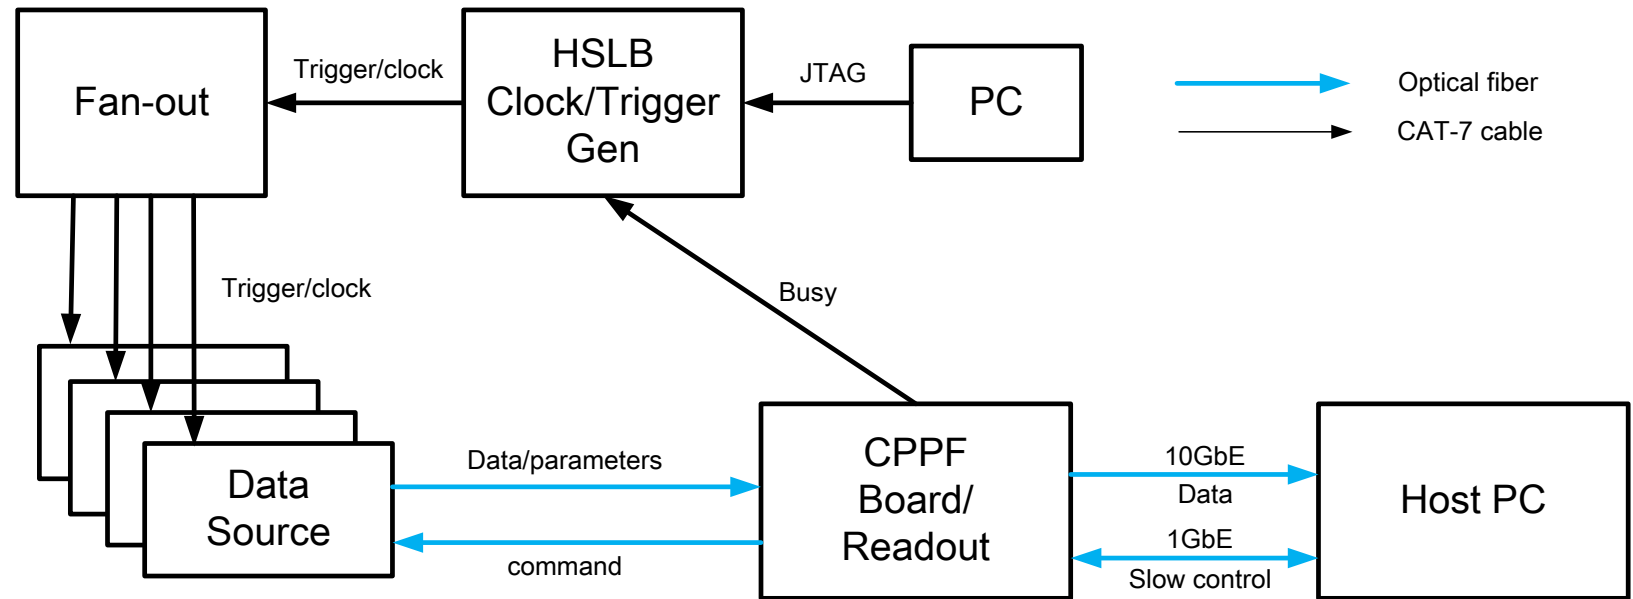 Fan-out
Trigger/clock
HSLB
Clock/Trigger
Gen
JTAG
PC
Optical fiber
CAT-7 cable
Trigger/clock
Busy
Data
Source
Data/parameters
command
CPPF
Board/
Readout
10GbE
Data
1GbE
Slow control
Host PC